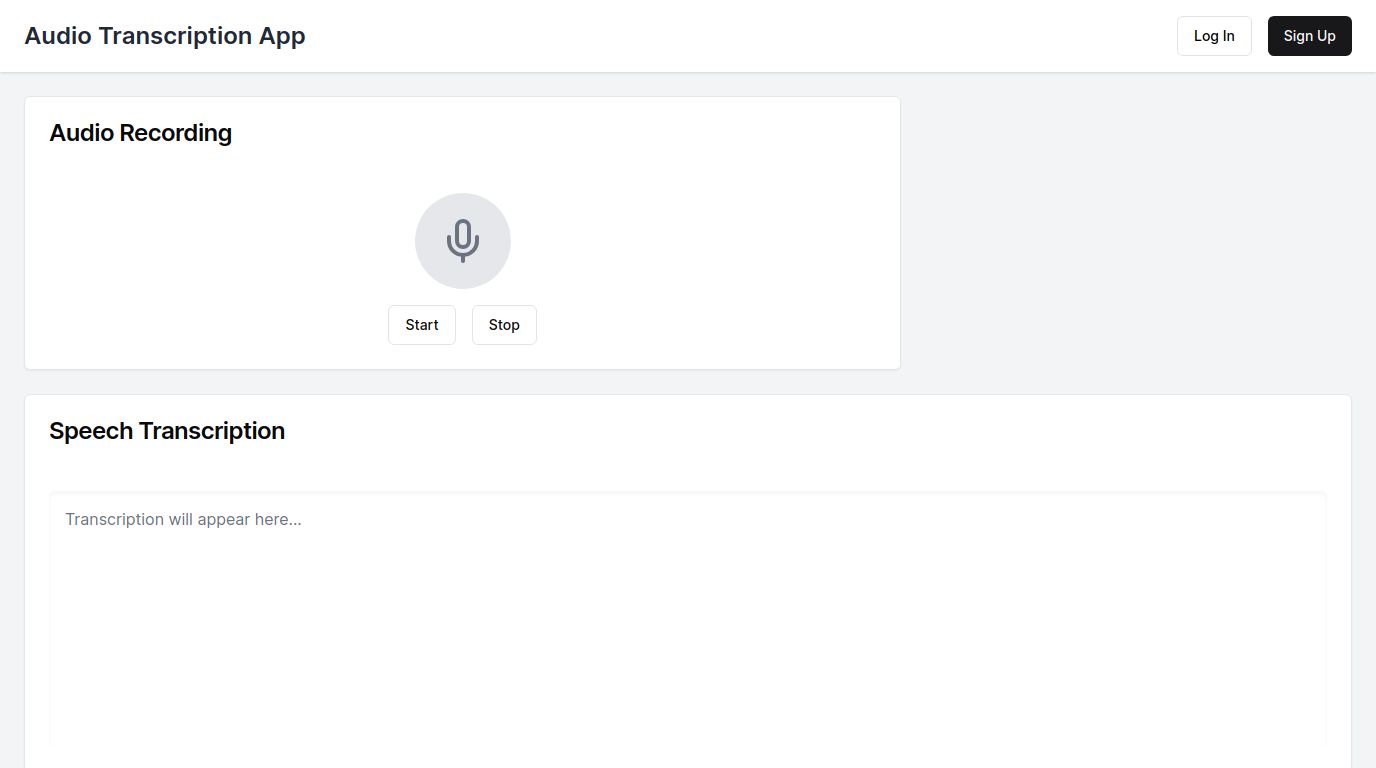 Audio Transcription App
Log In
Sign Up
Audio Recording
Start
Stop
Speech Transcription
Transcription will appear here...